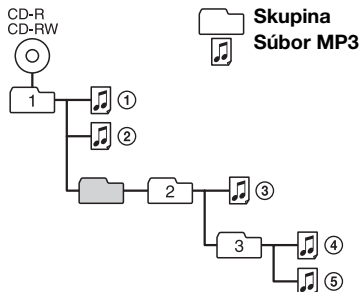 CD-R
CD-RW
Skupina
Súbor MP3
1
①
②
2
③
3
④
⑤